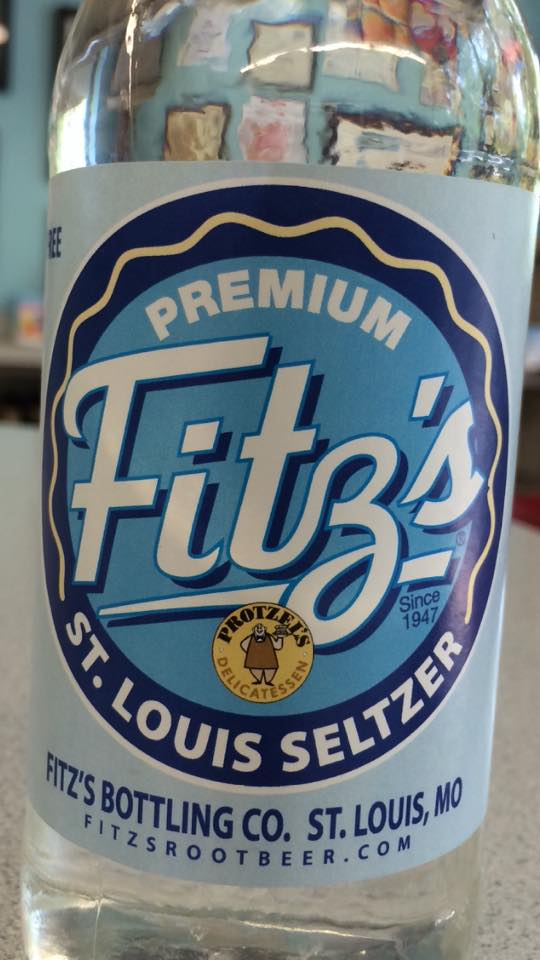 PREMIUM
Fitz's
®
Since
1947
PROTZEL'S
DELICATESSEN
ST. LOUIS SELTZER
FITZ'S BOTTLING CO. ST. LOUIS, MO
FITZSROOTBEER.COM